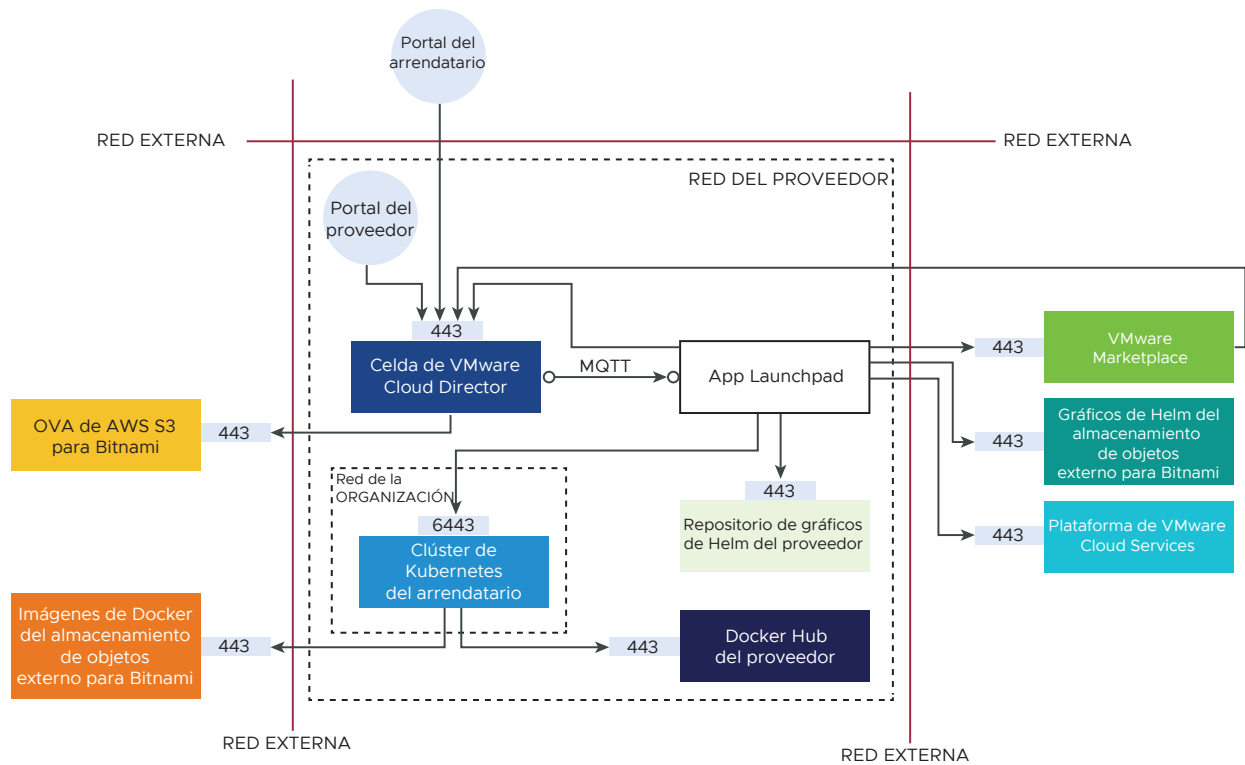 Portal del
arrendatario
RED EXTERNA
RED EXTERNA
RED DEL PROVEEDOR
Portal del
proveedor
443
Celda de VMware
Cloud Director
MQTT
App Launchpad
443
VMware
Marketplace
OVA de AWS S3
para Bitnami
443
443
Gráficos de Helm del
almacenamiento
de objetos
externo para Bitnami
Red de la
ORGANIZACIÓN
6443
Clúster de
Kubernetes
del arrendatario
443
Repositorio de gráficos
de Helm del proveedor
443
Plataforma de VMware
Cloud Services
Imágenes de Docker
del almacenamiento
de objetos
externo para Bitnami
443
443
Docker Hub
del proveedor
RED EXTERNA
RED EXTERNA